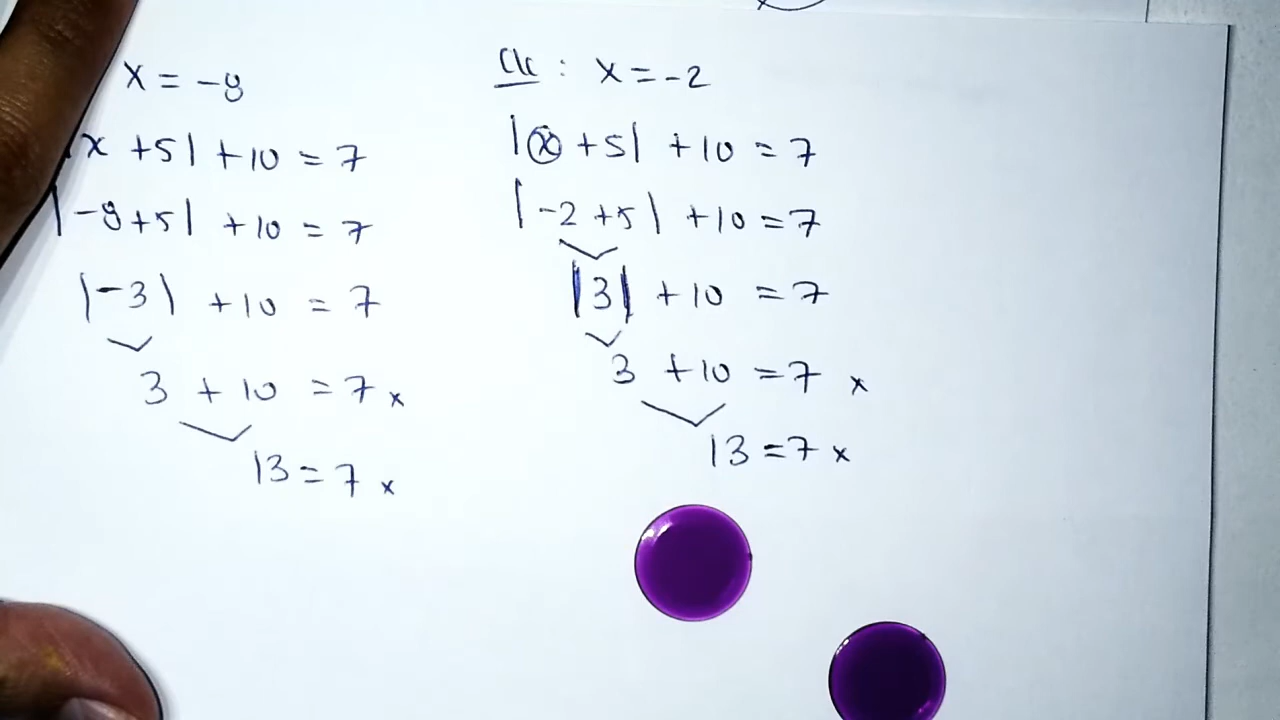 x = -8
|x +5| +10 = 7
|-8+5| +10 = 7
|-3| +10 = 7
3 + 10 = 7 x
13 = 7 x
x = -2
|x +5| +10 = 7
|-2 +5| +10 = 7
|3| +10 = 7
3 +10 = 7 x
13 = 7 x